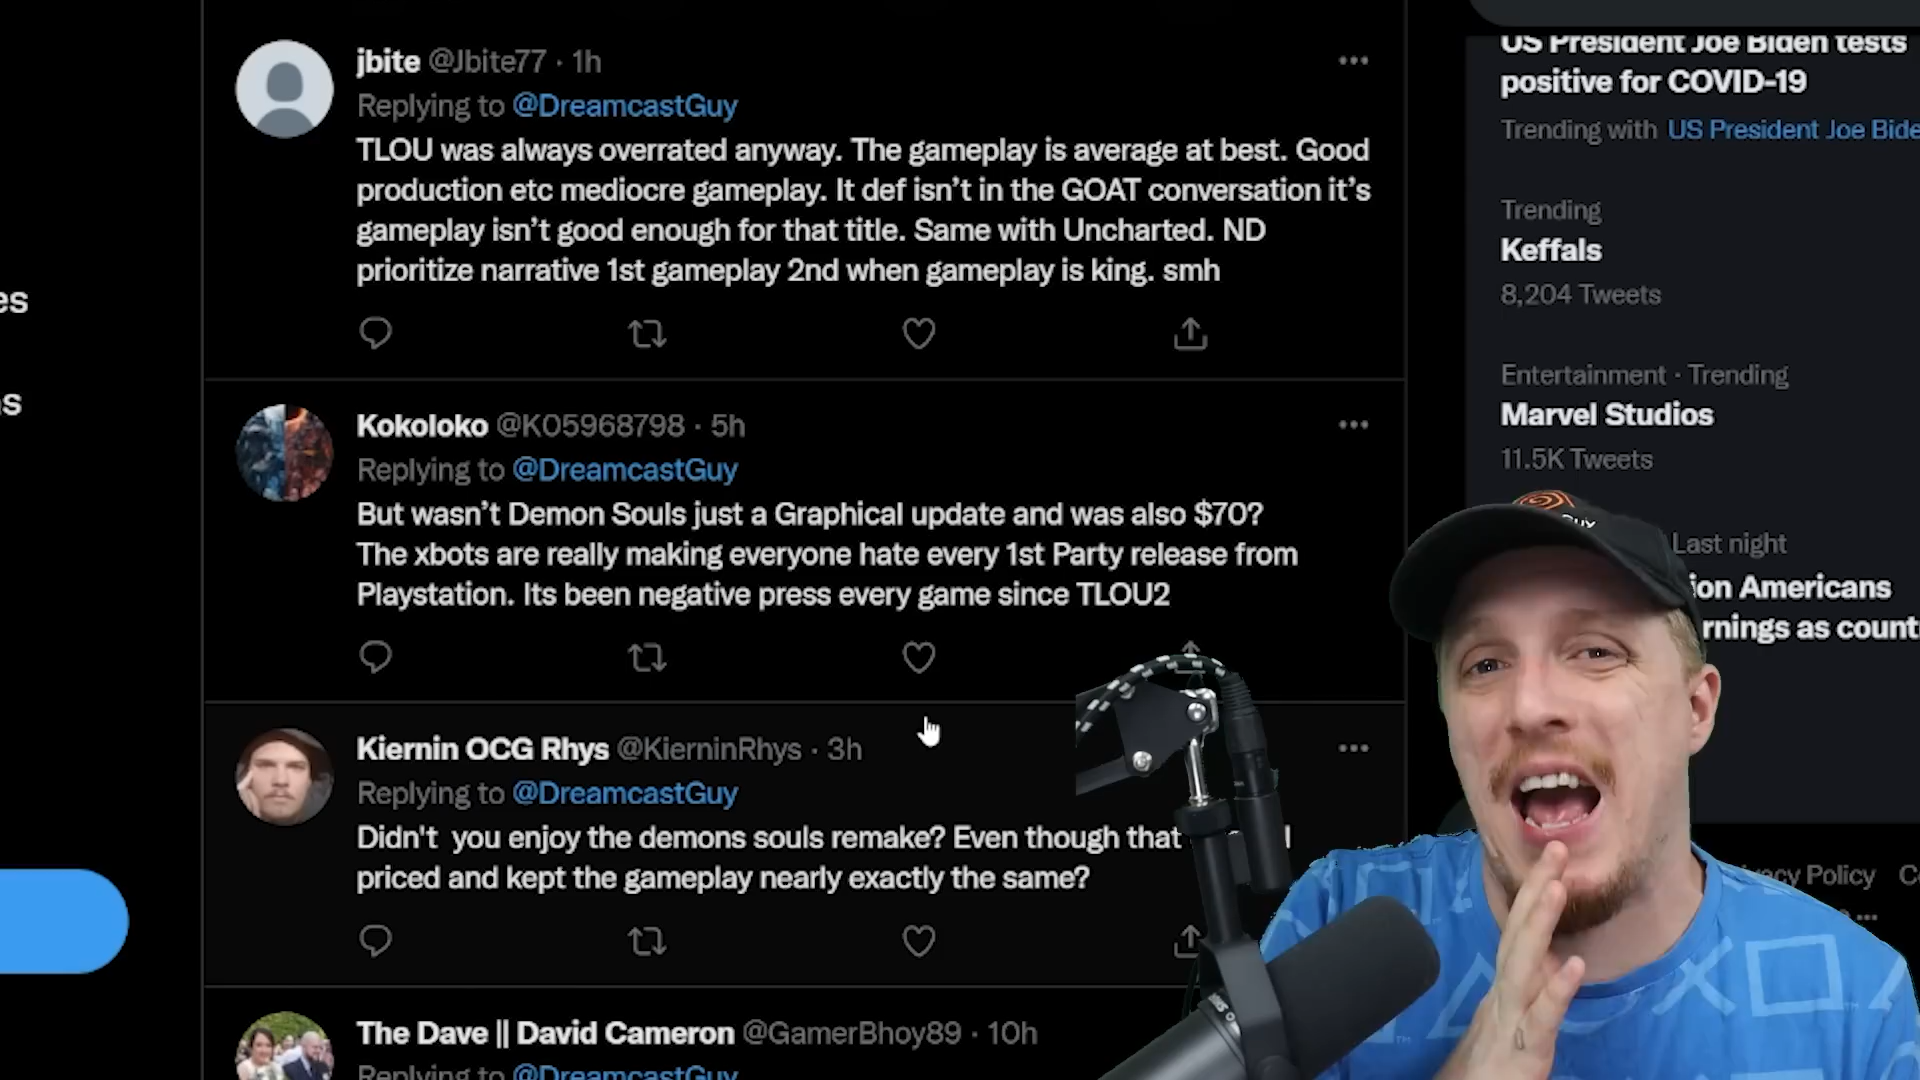 jbite @Jbite77 · 1h
Replying to @DreamcastGuy
TLOU was always overrated anyway. The gameplay is average at best. Good
production etc mediocre gameplay. It def isn’t in the GOAT conversation it’s
gameplay isn’t good enough for that title. Same with Uncharted. ND
prioritize narrative 1st gameplay 2nd when gameplay is king. smh
Kokoloko @KO5968798 · 5h
Replying to @DreamcastGuy
But wasn’t Demon Souls just a Graphical update and was also $70?
The xbots are really making everyone hate every 1st Party release from
Playstation. Its been negative press every game since TLOU2
Kiernin OCG Rhys @KierninRhys · 3h
Replying to @DreamcastGuy
Didn't you enjoy the demons souls remake? Even though that
priced and kept the gameplay nearly exactly the same?
The Dave || David Cameron @GamerBhoy89 · 10h
Replying to @DreamcastGuy
es
s
US President Joe Biden tests
positive for COVID-19
Trending with US President Joe Bide
Trending
Keffals
8,204 Tweets
Entertainment · Trending
Marvel Studios
11.5K Tweets
Last night
ion Americans
rnings as count
acy Policy
GUY